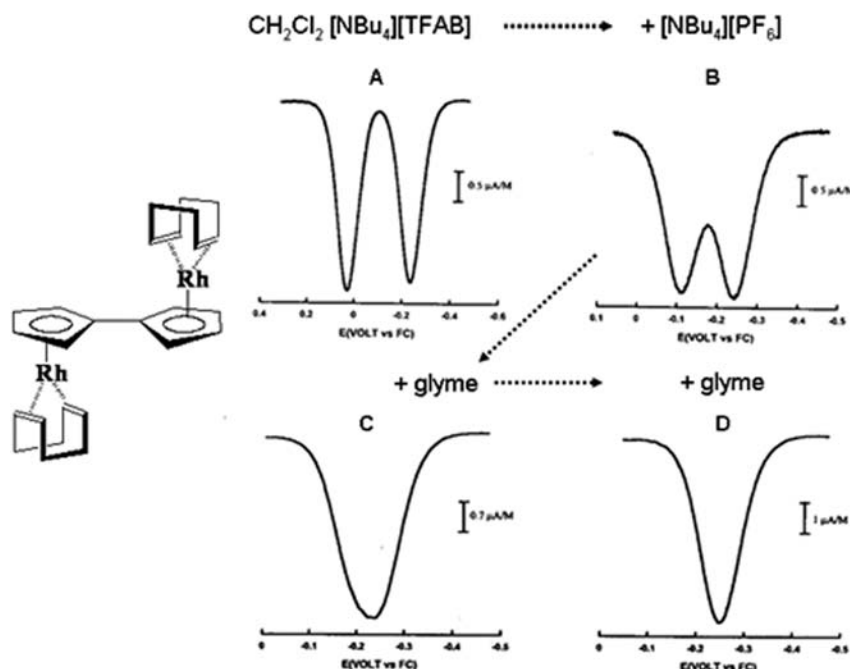 CH₂Cl₂ [NBu₄][TFAB]
+ [NBu₄][PF₆]
A
B
0.5 µA/M
0.5 µA/M
Rh
Rh
0.4 0.2 0 -0.2 -0.4 -0.6
E(VOLT vs FC)
0.1 0 -0.1 -0.2 -0.3 -0.4 -0.5
E(VOLT vs FC)
+ glyme
+ glyme
C
D
0.7 µA/M
1 µA/M
0 -0.1 -0.2 -0.3 -0.4 -0.5
E(VOLT vs FC)
0 -0.1 -0.2 -0.3 -0.4 -0.5
E(VOLT vs FC)